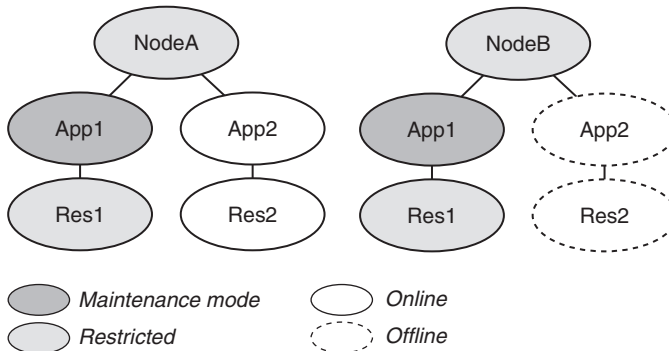 NodeA NodeB
App1 App2 App1 App2
Res1 Res2 Res1 Res2
Maintenance mode Online
Restricted Offline